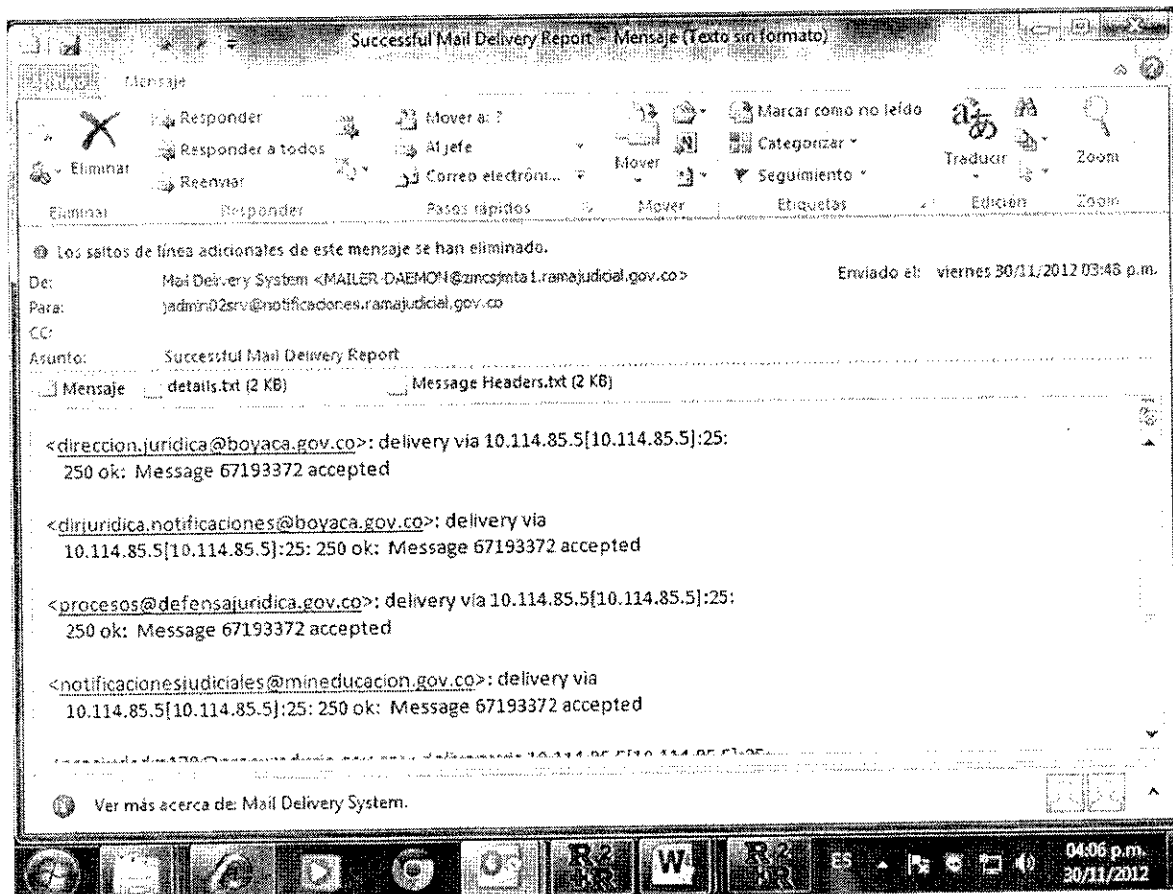 Successful Mail Delivery Report - Mensaje (Texto sin formato)
Mensaje
Eliminar
Responder
Responder a todos
Reenviar
Mover a: ?
Al jefe
Correo electróni...
Mover
Marcar como no leído
Categorizar
Seguimiento
Traducir
Zoom
Eliminar
Responder
Pasos rápidos
Mover
Etiquetas
Edición
Zoom
Los saltos de línea adicionales de este mensaje se han eliminado.
De: Mail Delivery System <MAILER-DAEMON@zmcsjmta1.ramajudicial.gov.co>
Enviado el: viernes 30/11/2012 03:48 p.m.
Para: jadmin02srv@notificaciones.ramajudicial.gov.co
CC:
Asunto: Successful Mail Delivery Report
Mensaje
details.txt (2 KB)
Message Headers.txt (2 KB)
<direccion.juridica@boyaca.gov.co>: delivery via 10.114.85.5[10.114.85.5]:25:
250 ok: Message 67193372 accepted
<dirjuridica.notificaciones@boyaca.gov.co>: delivery via
10.114.85.5[10.114.85.5]:25: 250 ok: Message 67193372 accepted
<procesos@defensajuridica.gov.co>: delivery via 10.114.85.5[10.114.85.5]:25:
250 ok: Message 67193372 accepted
<notificacionesjudiciales@mineducacion.gov.co>: delivery via
10.114.85.5[10.114.85.5]:25: 250 ok: Message 67193372 accepted
Ver más acerca de: Mail Delivery System.
ES
04:06 p.m.
30/11/2012